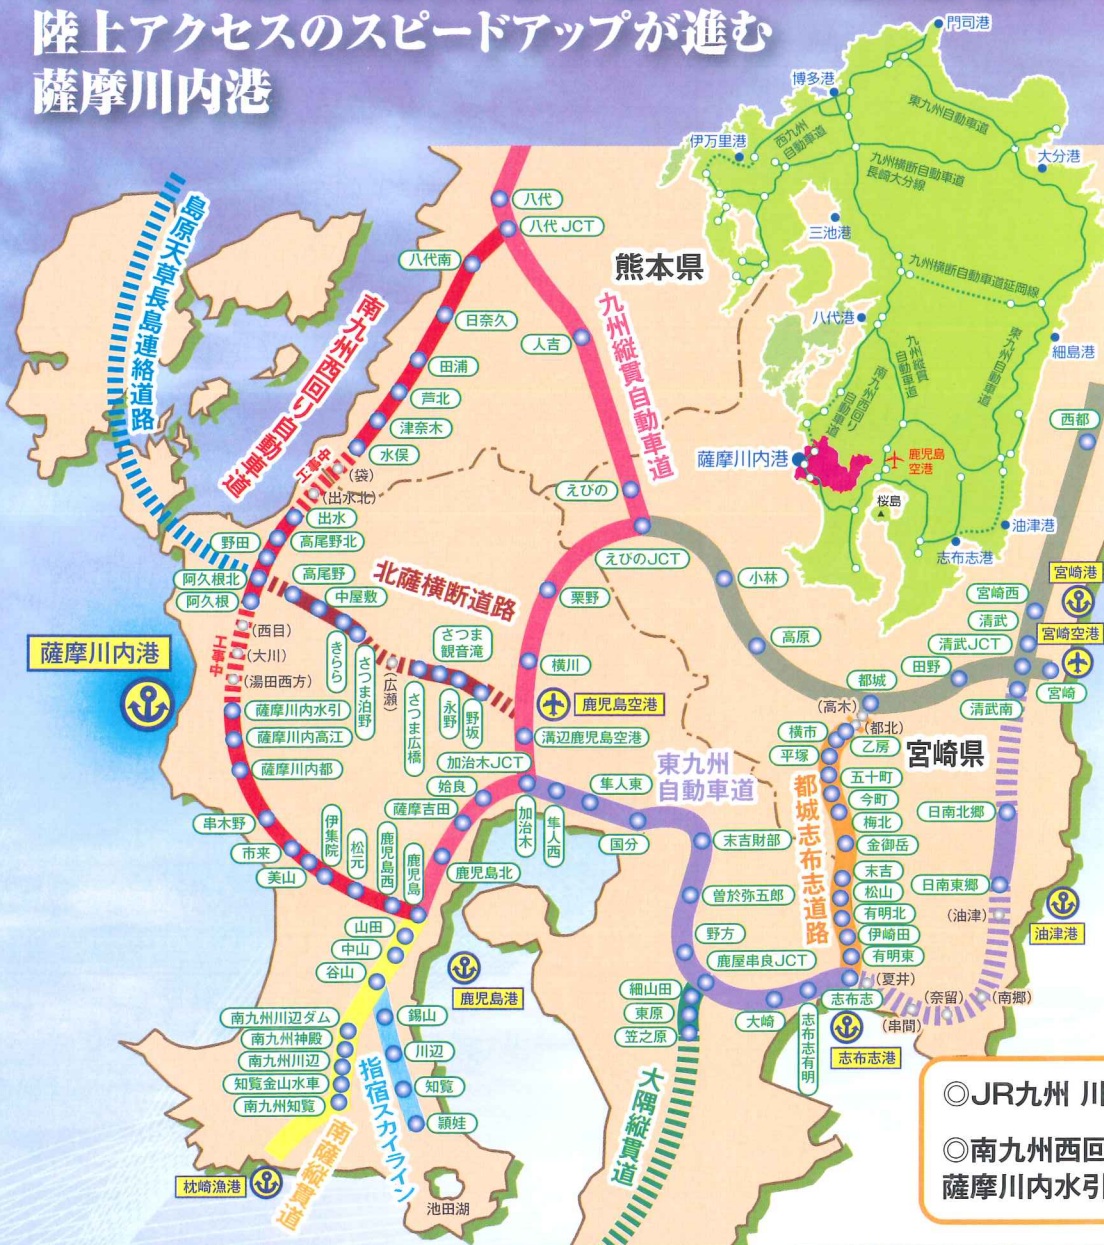 陸上アクセスのスピードアップが進む
薩摩川内港
門司港
博多港
東九州自動車道
伊万里港
西九州
自動車道
九州横断自動車道
長崎大分線
大分港
三池港
九州横断自動車道延岡線
八代港
九州縦貫
自動車道
南九州西回り
自動車道
東九州自動車道
細島港
薩摩川内港
鹿児島
空港
桜島
油津港
志布志港
八代
八代JCT
八代南
日奈久
田浦
芦北
津奈木
水俣
工事中
(袋)
(出水北)
出水
高尾野北
野田
阿久根北
阿久根
(西目)
工事中
(大川)
(湯田西方)
薩摩川内水引
薩摩川内高江
薩摩川内都
串木野
市来
美山
伊集院
松元
鹿児島西
鹿児島
南九州西回り自動車道
島原天草長島連絡道路
熊本県
九州縦貫自動車道
人吉
えびの
えびのJCT
栗野
横川
鹿児島空港
溝辺鹿児島空港
加治木JCT
姶良
薩摩吉田
鹿児島北
北薩横断道路
高尾野
中屋敷
きらら
さつま泊野
(広瀬)
さつま広橋
さつま
観音滝
永野
野坂
薩摩川内港
小林
高原
都城
田野
清武JCT
清武
宮崎西
西都
宮崎港
宮崎空港
宮崎
清武南
宮崎県
日南北郷
日南東郷
(油津)
油津港
(南郷)
(奈留)
(串間)
(夏井)
東九州
自動車道
加治木
隼人西
隼人東
国分
末吉財部
曽於弥五郎
野方
鹿屋串良JCT
大崎
志布志有明
志布志
志布志港
都城志布志道路
(高木)
(都北)
乙房
横市
平塚
五十町
今町
梅北
金御岳
末吉
松山
有明北
伊崎田
有明東
細山田
東原
笠之原
大隅縦貫道
山田
中山
谷山
鹿児島港
錫山
川辺
知覧
頴娃
指宿スカイライン
南九州川辺ダム
南九州神殿
南九州川辺
知覧金山水車
南九州知覧
南薩縦貫道
枕崎漁港
池田湖
◎JR九州 川
◎南九州西回
薩摩川内水引